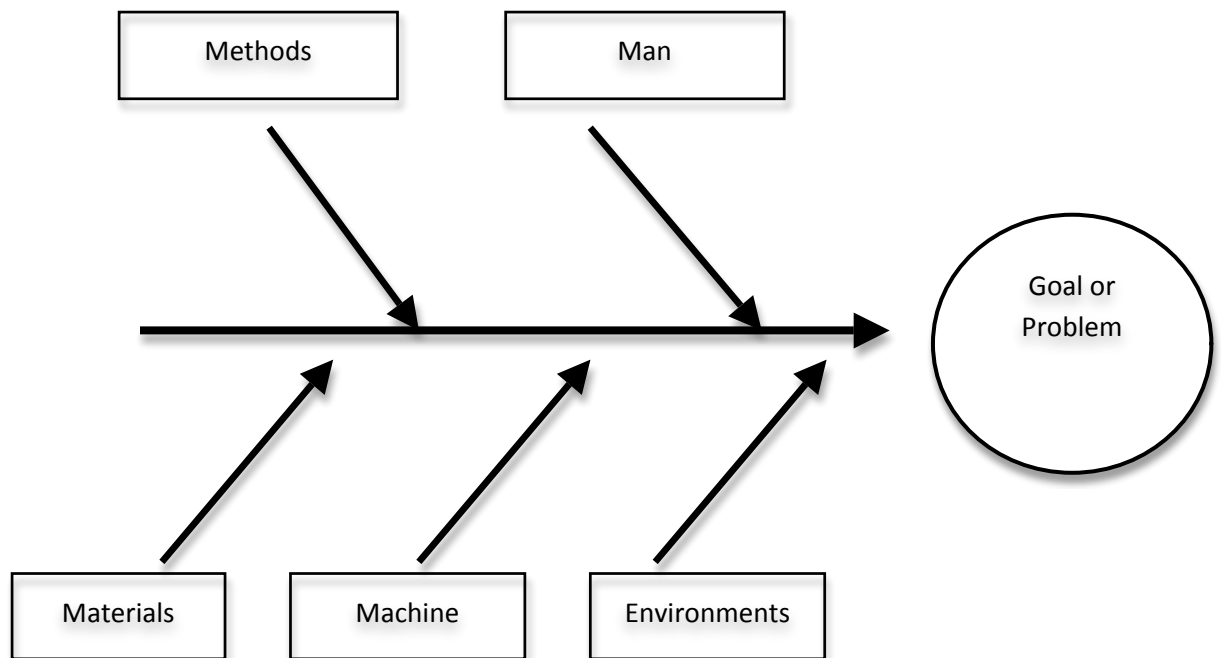 Methods
Man
Goal or
Problem
Materials
Machine
Environments